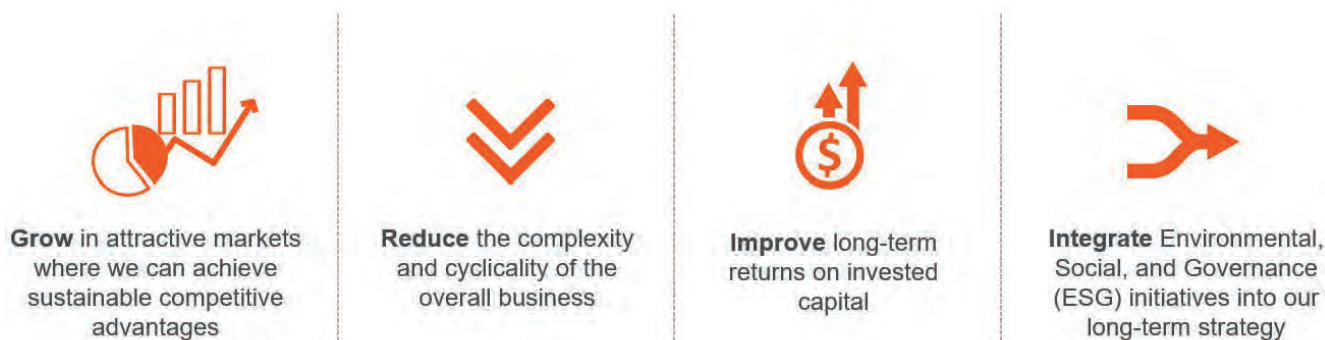 Grow in attractive markets
where we can achieve
sustainable competitive
advantages
Reduce the complexity
and cyclicality of the
overall business
Improve long-term
returns on invested
capital
Integrate Environmental,
Social, and Governance
(ESG) initiatives into our
long-term strategy